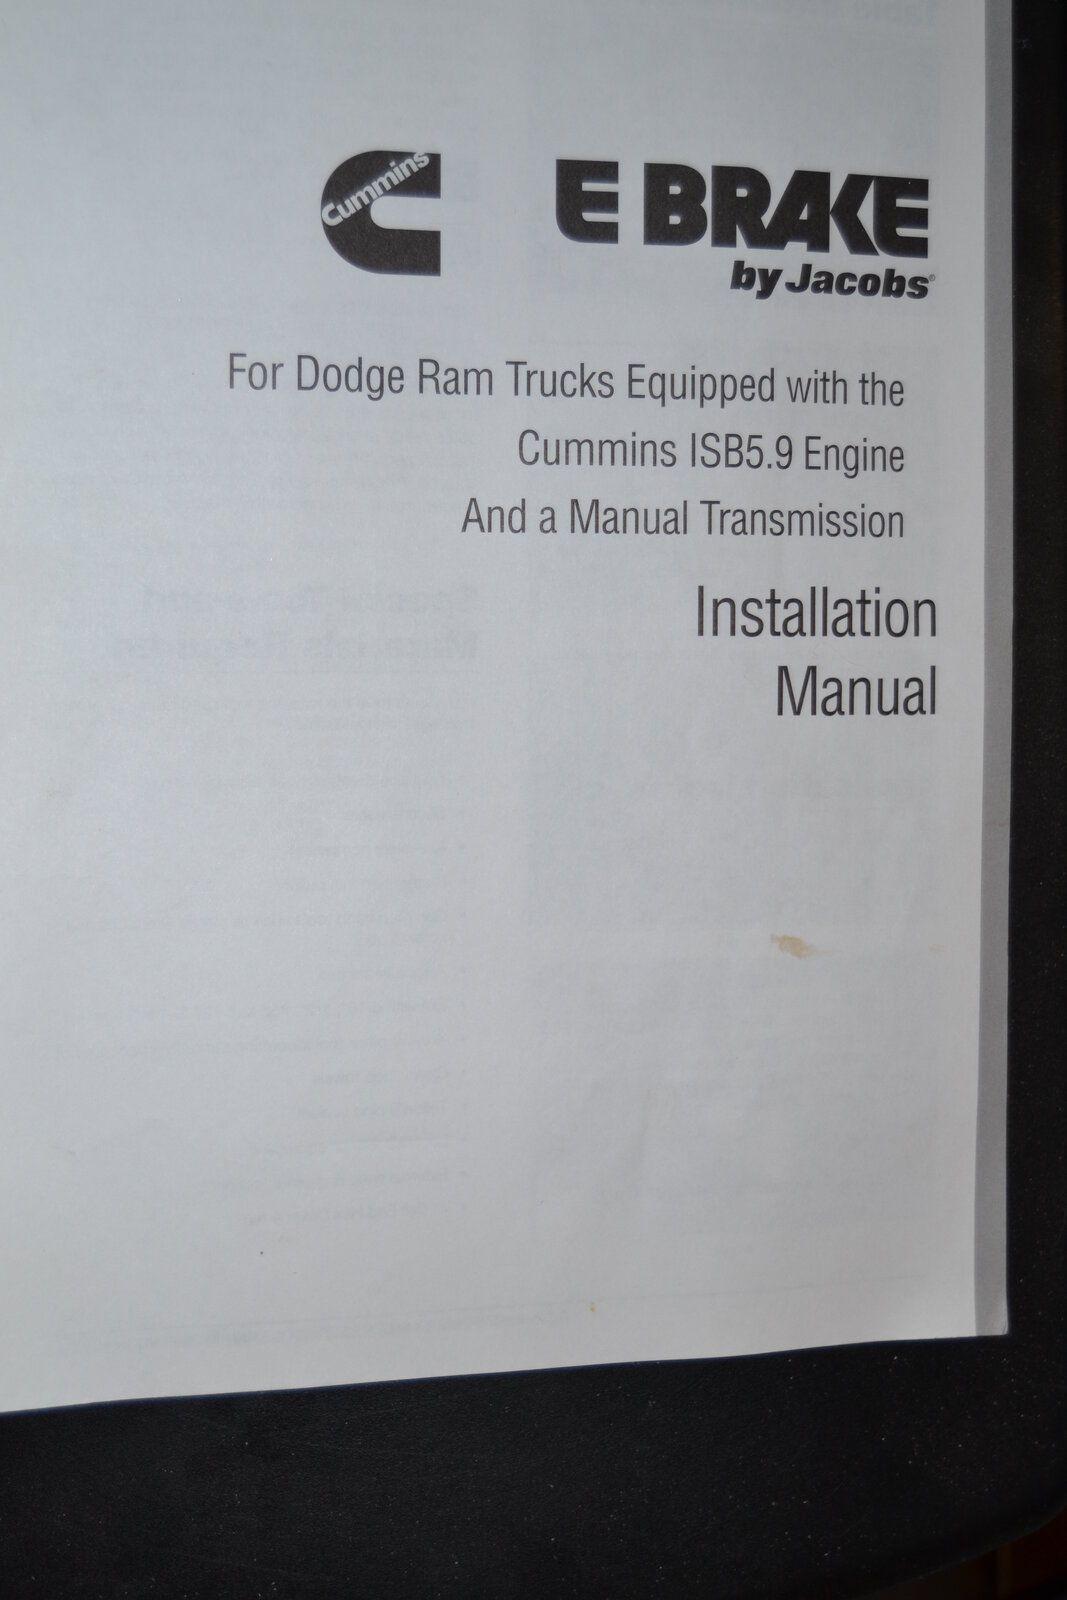 Cummins
E BRAKE
by Jacobs®
For Dodge Ram Trucks Equipped with the
Cummins ISB5.9 Engine
And a Manual Transmission
Installation
Manual